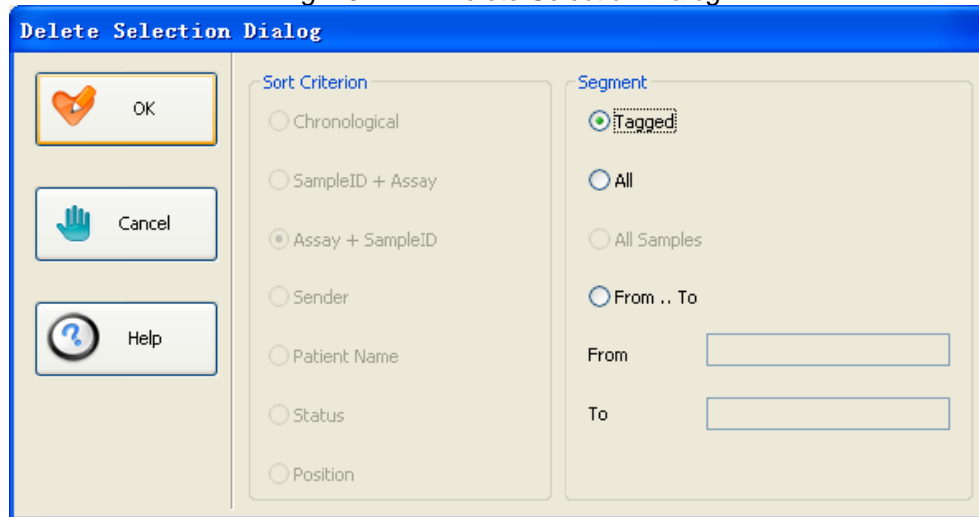 Delete Selection Dialog
OK
Cancel
Help
Sort Criterion
Chronological
SampleID + Assay
Assay + SampleID
Sender
Patient Name
Status
Position
Segment
Tagged
All
All Samples
From .. To
From
To